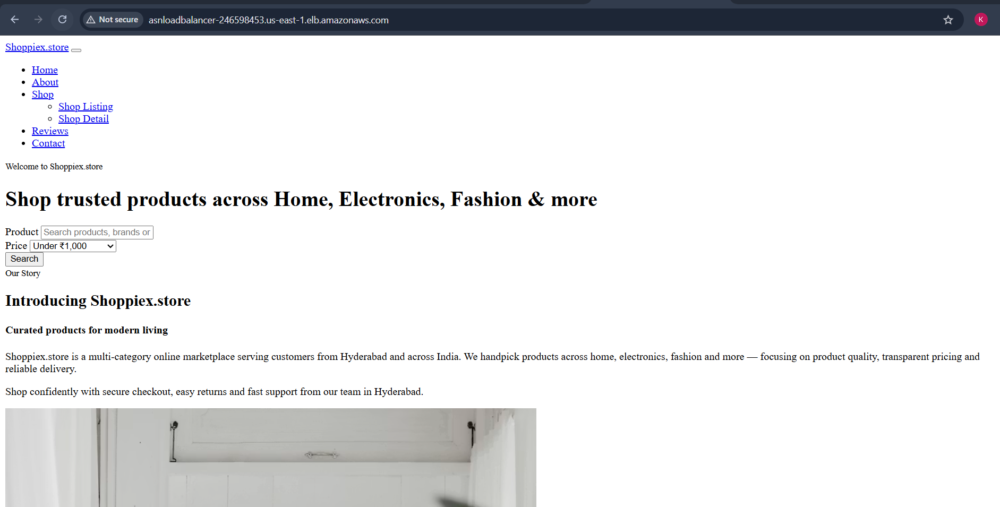 Not secure asnloadbalancer-246598453.us-east-1.elb.amazonaws.com K
Shoppiex.store
Home
About
Shop
Shop Listing
Shop Detail
Reviews
Contact
Welcome to Shoppiex.store
Shop trusted products across Home, Electronics, Fashion & more
Product Search products, brands or
Price Under ₹1,000
Search
Our Story
Introducing Shoppiex.store
Curated products for modern living
Shoppiex.store is a multi-category online marketplace serving customers from Hyderabad and across India. We handpick products across home, electronics, fashion and more — focusing on product quality, transparent pricing and
reliable delivery.
Shop confidently with secure checkout, easy returns and fast support from our team in Hyderabad.